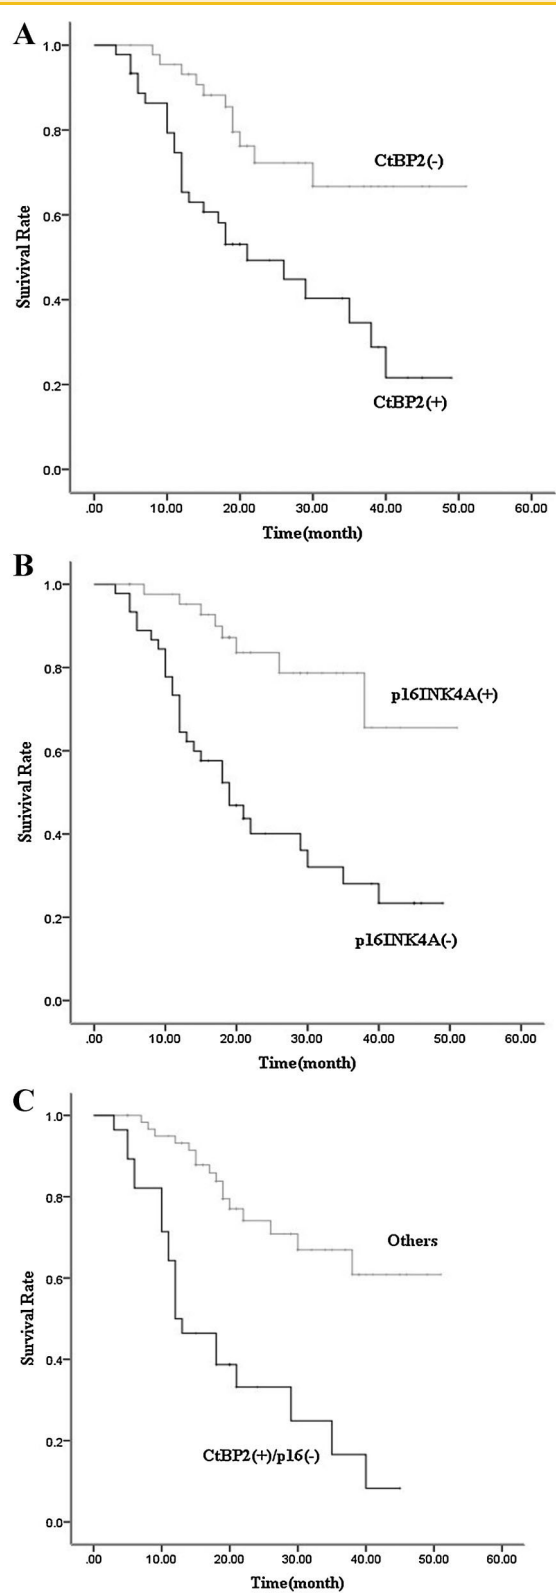 A
1.0
0.8
0.6
0.4
0.2
0.0
Surivival Rate
CtBP2(-)
CtBP2(+)
.00 10.00 20.00 30.00 40.00 50.00 60.00
Time(month)
B
1.0
0.8
0.6
0.4
0.2
0.0
Surivival Rate
p16INK4A(+)
p16INK4A(-)
.00 10.00 20.00 30.00 40.00 50.00 60.00
Time(month)
C
1.0
0.8
0.6
0.4
0.2
0.0
Survival Rate
Others
CtBP2(+)/p16(-)
.00 10.00 20.00 30.00 40.00 50.00 60.00
Time(month)